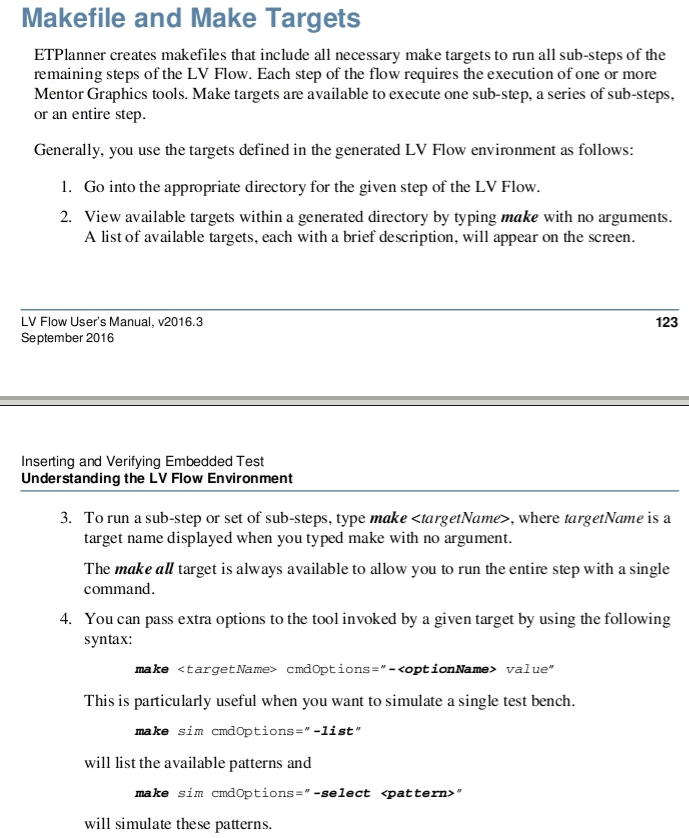 Makefile and Make Targets
ETPlanner creates makefiles that include all necessary make targets to run all sub-steps of the
remaining steps of the LV Flow. Each step of the flow requires the execution of one or more
Mentor Graphics tools. Make targets are available to execute one sub-step, a series of sub-steps,
or an entire step.
Generally, you use the targets defined in the generated LV Flow environment as follows:
1. Go into the appropriate directory for the given step of the LV Flow.
2. View available targets within a generated directory by typing make with no arguments.
A list of available targets, each with a brief description, will appear on the screen.
LV Flow User's Manual, v2016.3 123
September 2016
Inserting and Verifying Embedded Test
Understanding the LV Flow Environment
3. To run a sub-step or set of sub-steps, type make <targetName>, where targetName is a
target name displayed when you typed make with no argument.
The make all target is always available to allow you to run the entire step with a single
command.
4. You can pass extra options to the tool invoked by a given target by using the following
syntax:
make <targetName> cmdOptions="-<optionName> value"
This is particularly useful when you want to simulate a single test bench.
make sim cmdOptions="-list"
will list the available patterns and
make sim cmdOptions="-select <pattern>"
will simulate these patterns.